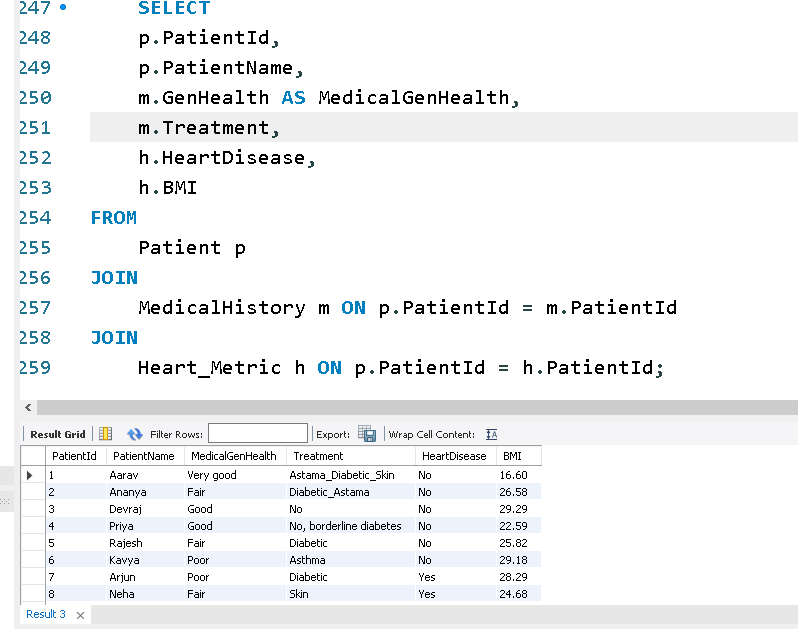 247 SELECT
248 p.PatientId,
249 p.PatientName,
250 m.GenHealth AS MedicalGenHealth,
251 m.Treatment,
252 h.HeartDisease,
253 h.BMI
254 FROM
255 Patient p
256 JOIN
257 MedicalHistory m ON p.PatientId = m.PatientId
258 JOIN
259 Heart_Metric h ON p.PatientId = h.PatientId;
Result Grid Filter Rows: Export: Wrap Cell Content:
PatientId PatientName MedicalGenHealth Treatment HeartDisease BMI
1 Aarav Very good Astama_Diabetic_Skin No 16.60
2 Ananya Fair Diabetic_Astama No 26.58
3 Devraj Good No No 29.29
4 Priya Good No, borderline diabetes No 22.59
5 Rajesh Fair Diabetic No 25.82
6 Kavya Poor Asthma No 29.18
7 Arjun Poor Diabetic Yes 28.29
8 Neha Fair Skin Yes 24.68
Result 3